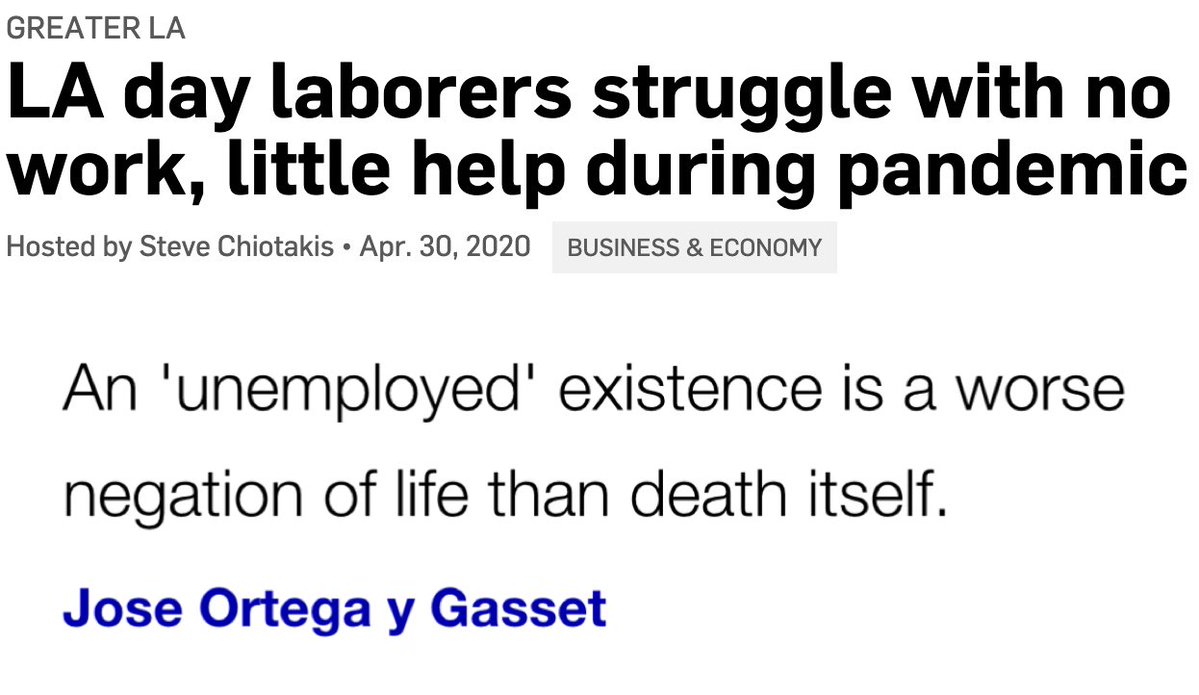 GREATER LA
LA day laborers struggle with no
work, little help during pandemic
Hosted by Steve Chiotakis • Apr. 30, 2020 BUSINESS & ECONOMY
An 'unemployed' existence is a worse
negation of life than death itself.
Jose Ortega y Gasset